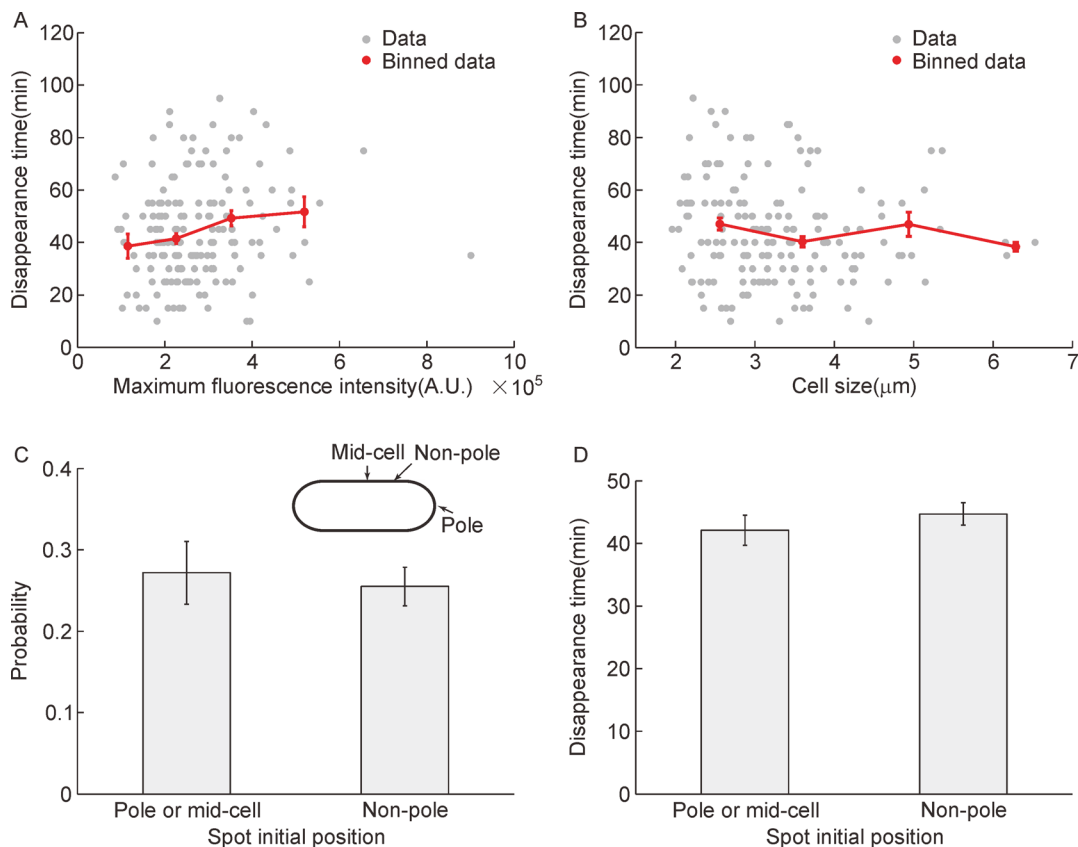 A
120
100
80
60
40
20
0
Disappearance time(min)
Data
Binned data
0
2
4
6
8
10
Maximum fluorescence intensity(A.U.)
×10⁵
B
120
100
80
60
40
20
0
Disappearance time(min)
Data
Binned data
2
3
4
5
6
7
Cell size(μm)
C
0.4
0.3
0.2
0.1
0
Probability
Mid-cell
Non-pole
Pole
Pole or mid-cell
Non-pole
Spot initial position
D
50
40
30
20
10
0
Disappearance time(min)
Pole or mid-cell
Non-pole
Spot initial position